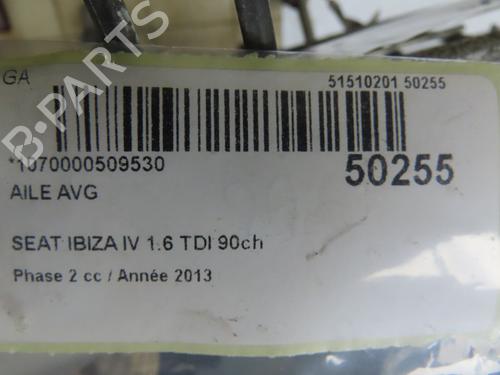 GA
51510201 50255
*1070000509530
50255
AILE AVG
SEAT IBIZA IV 1.6 TDI 90ch
Phase 2 cc / Année 2013
B-PARTS